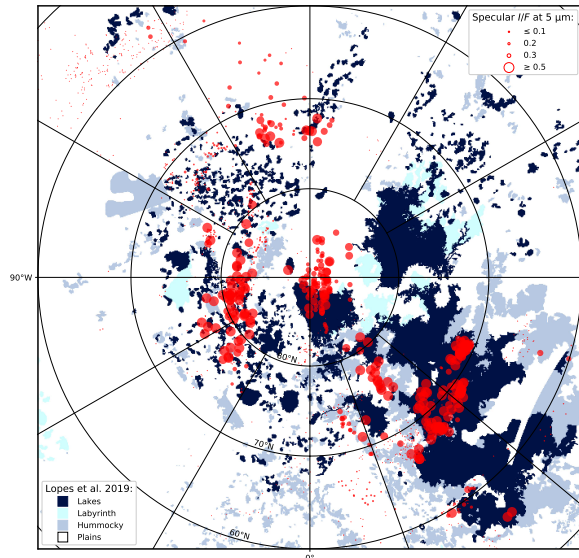 Specular I/F at 5 μm:
≤ 0.1
0.2
0.3
≥ 0.5
90°W
80°N
70°N
60°N
Lopes et al. 2019:
Lakes
Labyrinth
Hummocky
Plains
0°